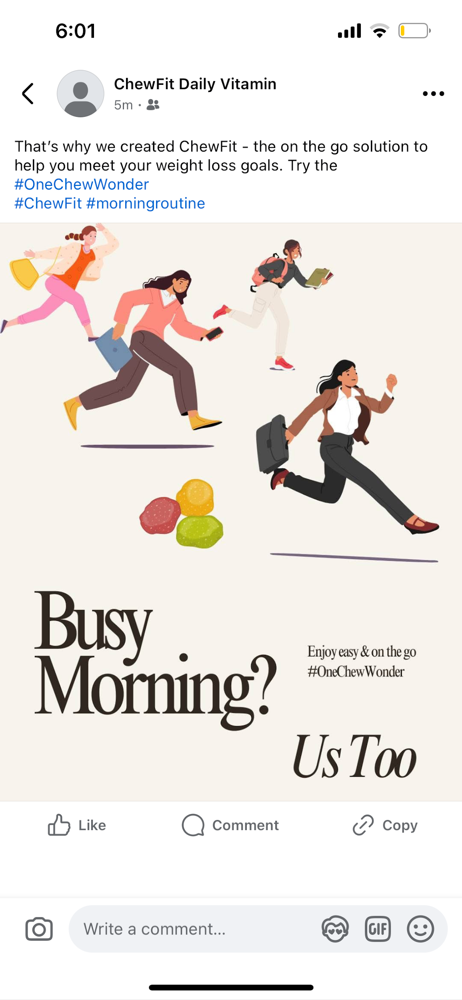 6:01
ChewFit Daily Vitamin
5m ·
That’s why we created ChewFit - the on the go solution to
help you meet your weight loss goals. Try the
#OneChewWonder
#ChewFit #morningroutine
Busy
Morning?
Enjoy easy & on the go
#OneChewWonder
Us Too
Like
Comment
Copy
Write a comment...
GIF